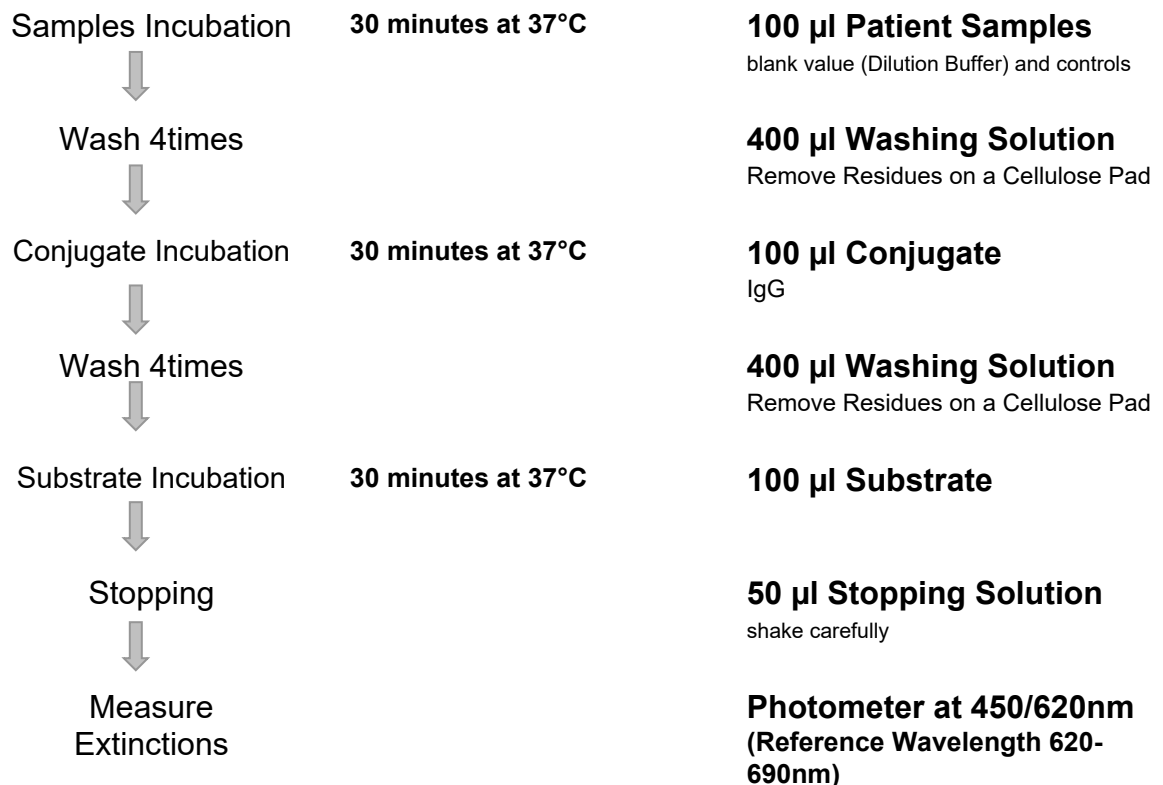 Samples Incubation 30 minutes at 37°C 100 µl Patient Samples
blank value (Dilution Buffer) and controls
Wash 4times 400 µl Washing Solution
Remove Residues on a Cellulose Pad
Conjugate Incubation 30 minutes at 37°C 100 µl Conjugate
IgG
Wash 4times 400 µl Washing Solution
Remove Residues on a Cellulose Pad
Substrate Incubation 30 minutes at 37°C 100 µl Substrate
Stopping 50 µl Stopping Solution
shake carefully
Measure Photometer at 450/620nm
Extinctions (Reference Wavelength 620-
690nm)